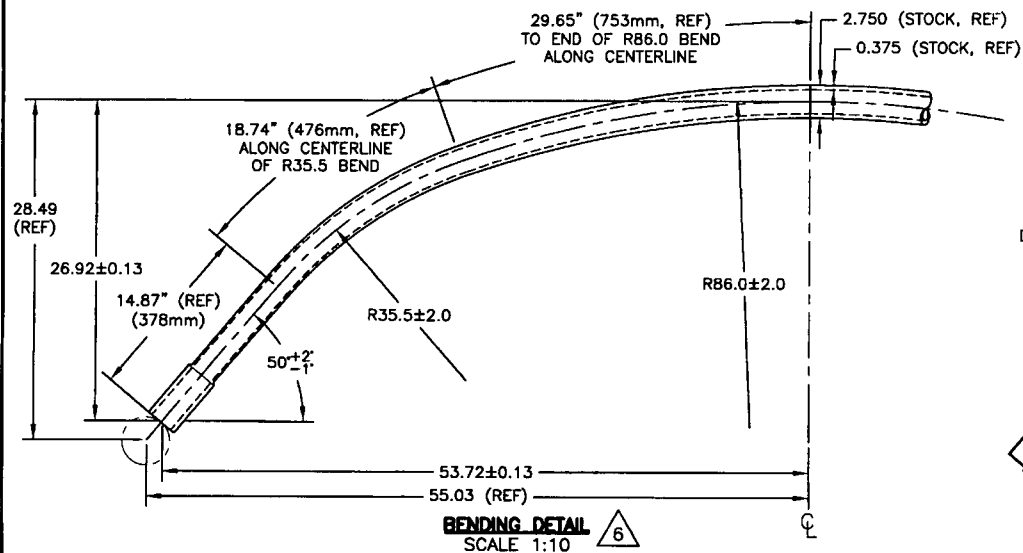 29.65" (753mm, REF)
TO END OF R86.0 BEND
ALONG CENTERLINE
2.750 (STOCK, REF)
0.375 (STOCK, REF)
18.74" (476mm, REF)
ALONG CENTERLINE
OF R35.5 BEND
28.49
(REF)
26.92±0.13
14.87" (REF)
(378mm)
R35.5±2.0
R86.0±2.0
50°+2°
-1°
53.72±0.13
55.03 (REF)
BENDING DETAIL 6
SCALE 1:10
CL